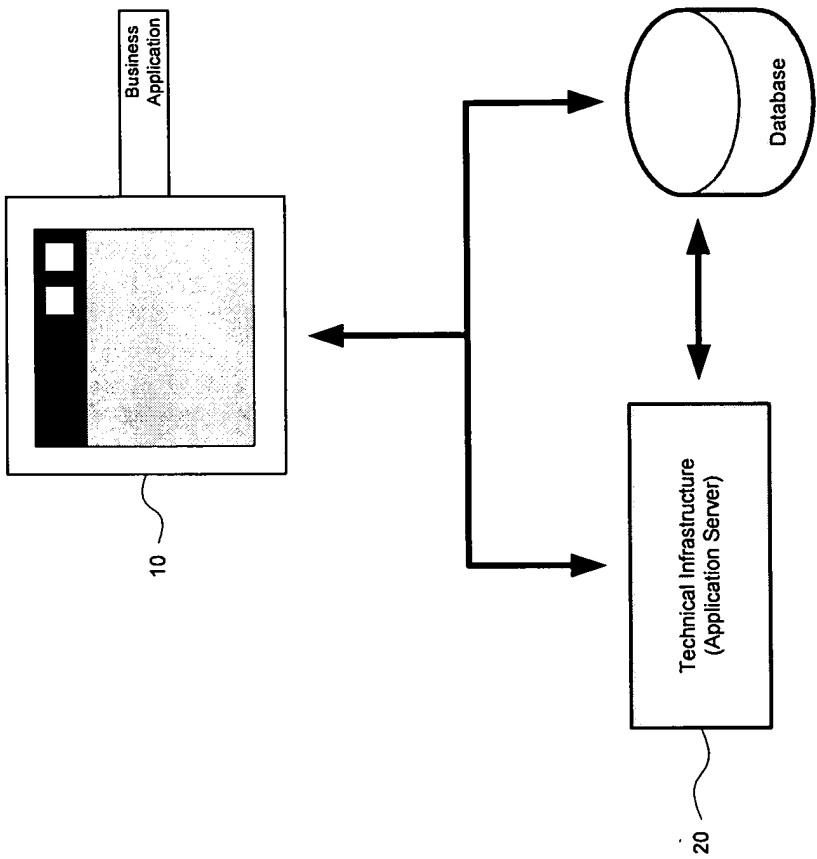 Business
Application
10
Technical Infrastructure
(Application Server)
Database
20